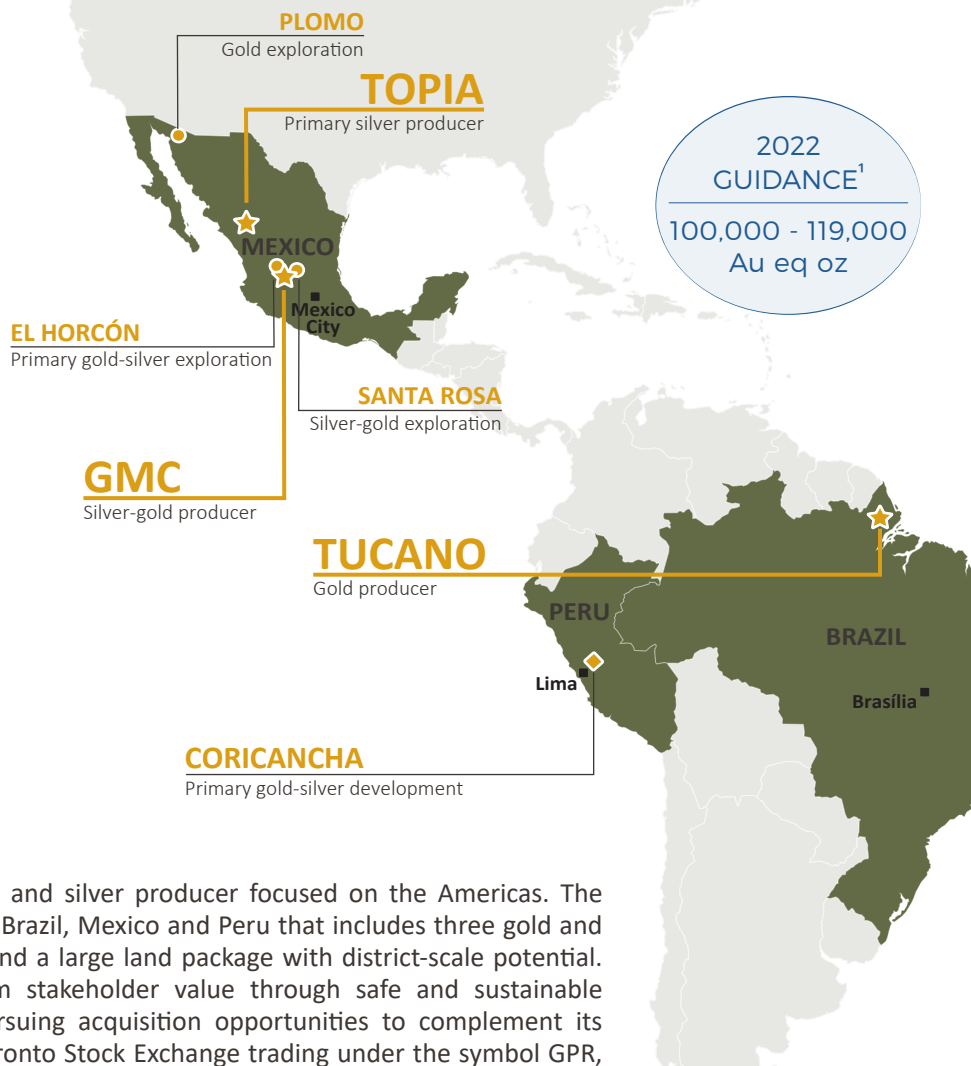 PLOMO
Gold exploration
TOPIA
Primary silver producer
2022
GUIDANCE¹
100,000 - 119,000
Au eq oz
MEXICO
Mexico
City
EL HORCÓN
Primary gold-silver exploration
SANTA ROSA
Silver-gold exploration
GMC
Silver-gold producer
TUCANO
Gold producer
PERU
BRAZIL
Lima
Brasília
CORICANCHA
Primary gold-silver development
and silver producer focused on the Americas. The
Brazil, Mexico and Peru that includes three gold and
nd a large land package with district-scale potential.
m stakeholder value through safe and sustainable
rsuing acquisition opportunities to complement its
ronto Stock Exchange trading under the symbol GPR,